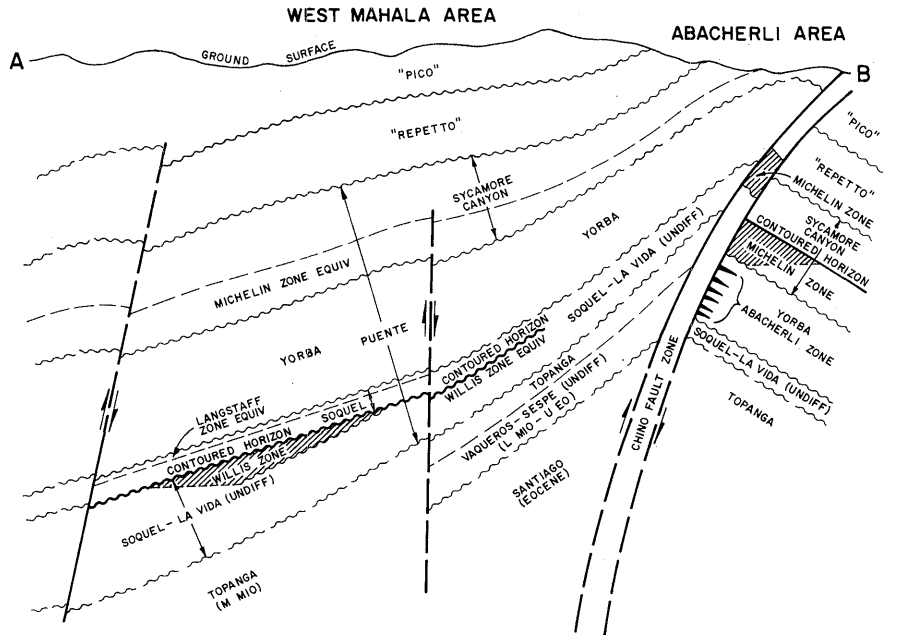 WEST MAHALA AREA
ABACHERLI AREA
A
GROUND SURFACE
B
"PICO"
"REPETTO"
SYCAMORE
CANYON
MICHELIN ZONE EQUIV
YORBA
YORBA
PUENTE
SOQUEL-LA VIDA (UNDIFF)
LANGSTAFF
ZONE EQUIV
SOQUEL
CONTOURED HORIZON
WILLIS ZONE
CONTOURED HORIZON
WILLIS ZONE EQUIV
TOPANGA
VAQUEROS-SESPE (UNDIFF)
(L MIO-U EO)
SANTIAGO
(EOCENE)
SOQUEL-LA VIDA (UNDIFF)
TOPANGA
(M MIO)
CHINO FAULT ZONE
"PICO"
"REPETTO"
MICHELIN ZONE
SYCAMORE
CANYON
CONTOURED HORIZON
MICHELIN ZONE
YORBA
ABACHERLI ZONE
SOQUEL-LA VIDA (UNDIFF)
TOPANGA